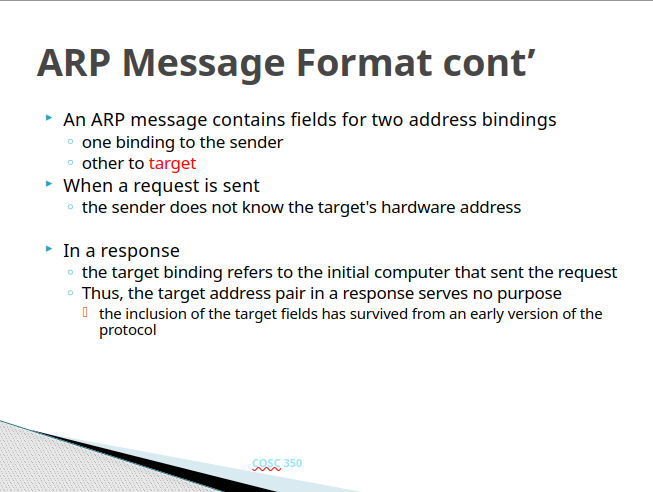 ARP Message Format cont’
An ARP message contains fields for two address bindings
one binding to the sender
other to target
When a request is sent
the sender does not know the target's hardware address
In a response
the target binding refers to the initial computer that sent the request
Thus, the target address pair in a response serves no purpose
the inclusion of the target fields has survived from an early version of the
protocol
COSC 350